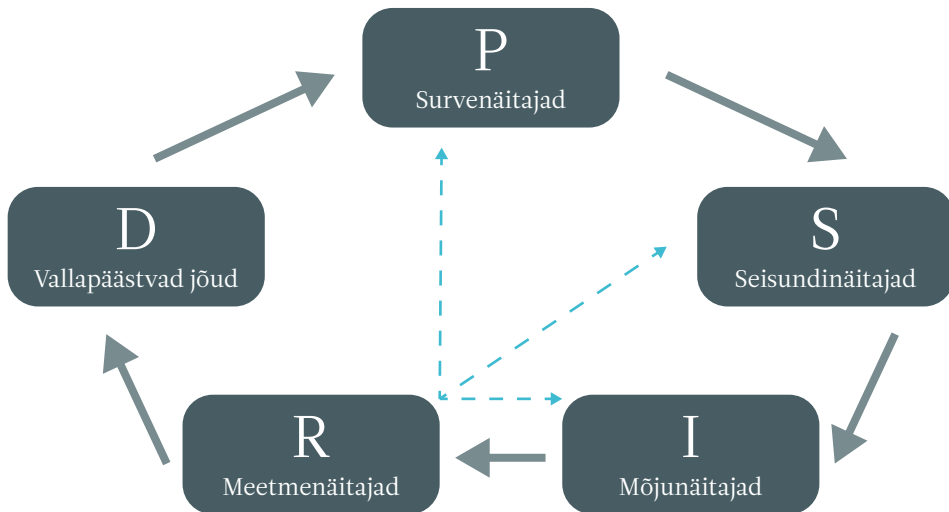 P
Survenäitajad
D
Vallapäästvad jõud
S
Seisundinäitajad
R
Meetmenäitajad
I
Mõjunäitajad